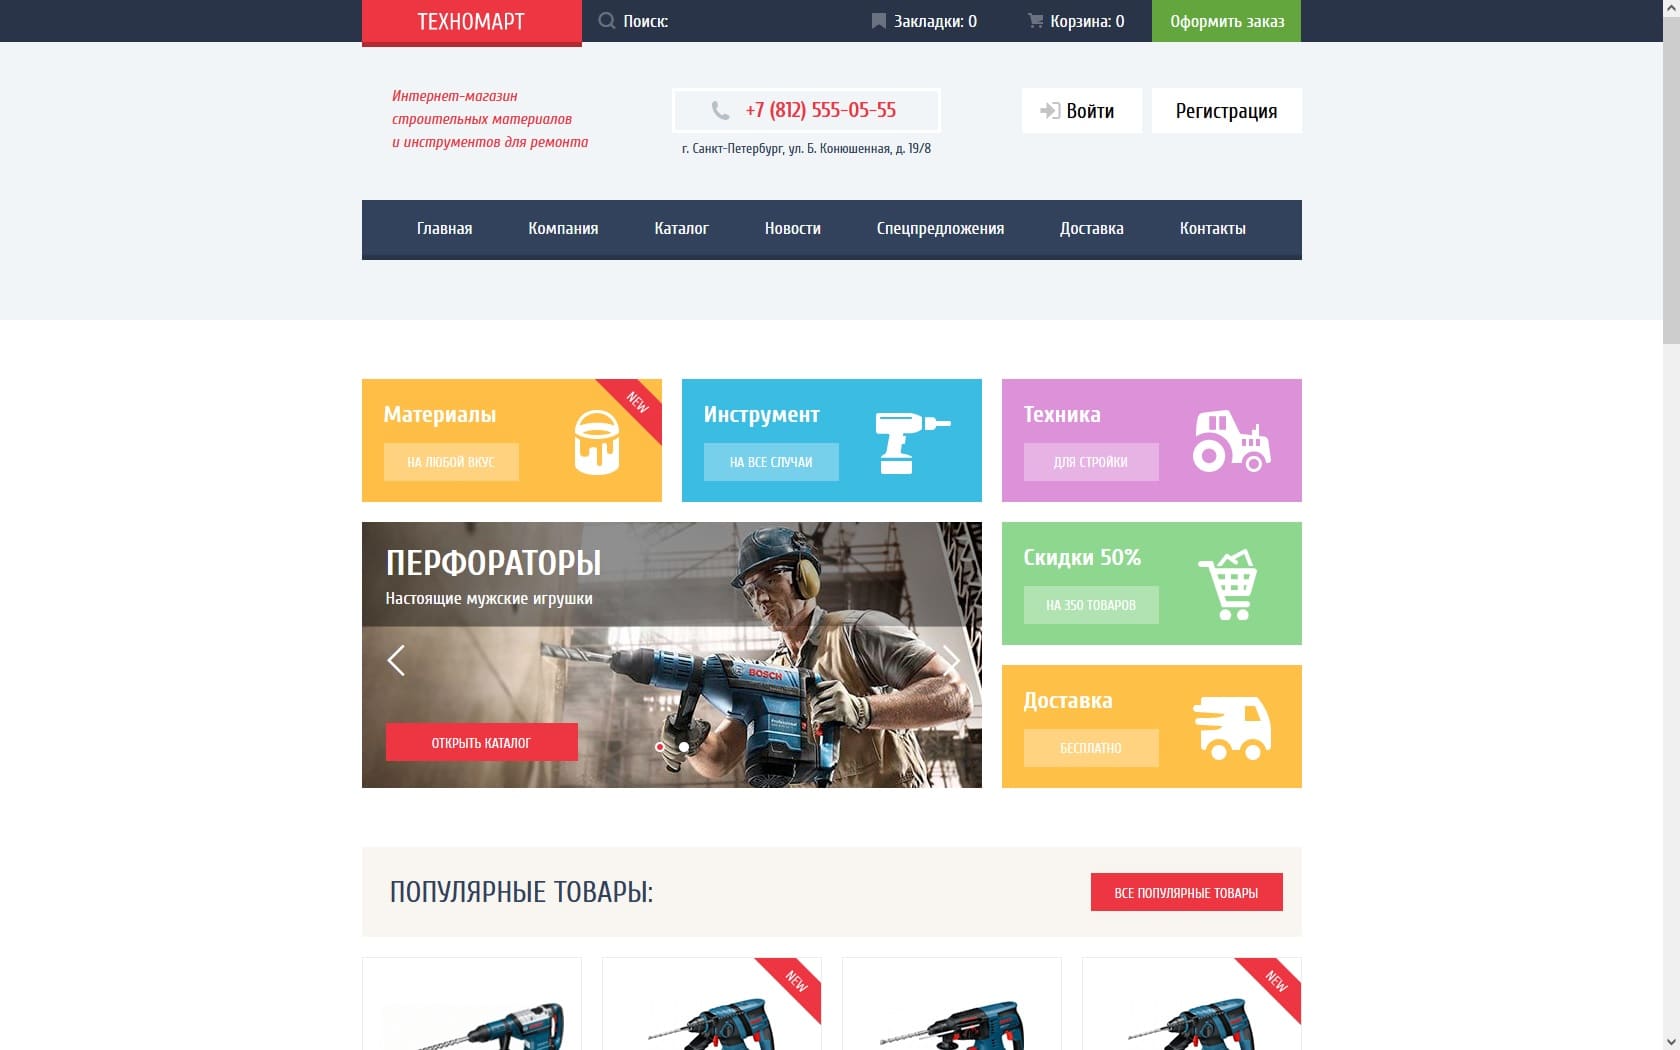 ТЕХНОМАРТ
Поиск:
Закладки: 0
Корзина: 0
Оформить заказ
Интернет-магазин
строительных материалов
и инструментов для ремонта
+7 (812) 555-05-55
г. Санкт-Петербург, ул. Б. Конюшенная, д. 19/8
Войти
Регистрация
Главная
Компания
Каталог
Новости
Спецпредложения
Доставка
Контакты
Материалы
НА ЛЮБОЙ ВКУС
NEW
Инструмент
НА ВСЕ СЛУЧАИ
Техника
ДЛЯ СТРОЙКИ
ПЕРФОРАТОРЫ
Настоящие мужские игрушки
BOSCH
Professional
ОТКРЫТЬ КАТАЛОГ
Скидки 50%
НА 350 ТОВАРОВ
Доставка
БЕСПЛАТНО
ПОПУЛЯРНЫЕ ТОВАРЫ:
ВСЕ ПОПУЛЯРНЫЕ ТОВАРЫ
NEW
NEW